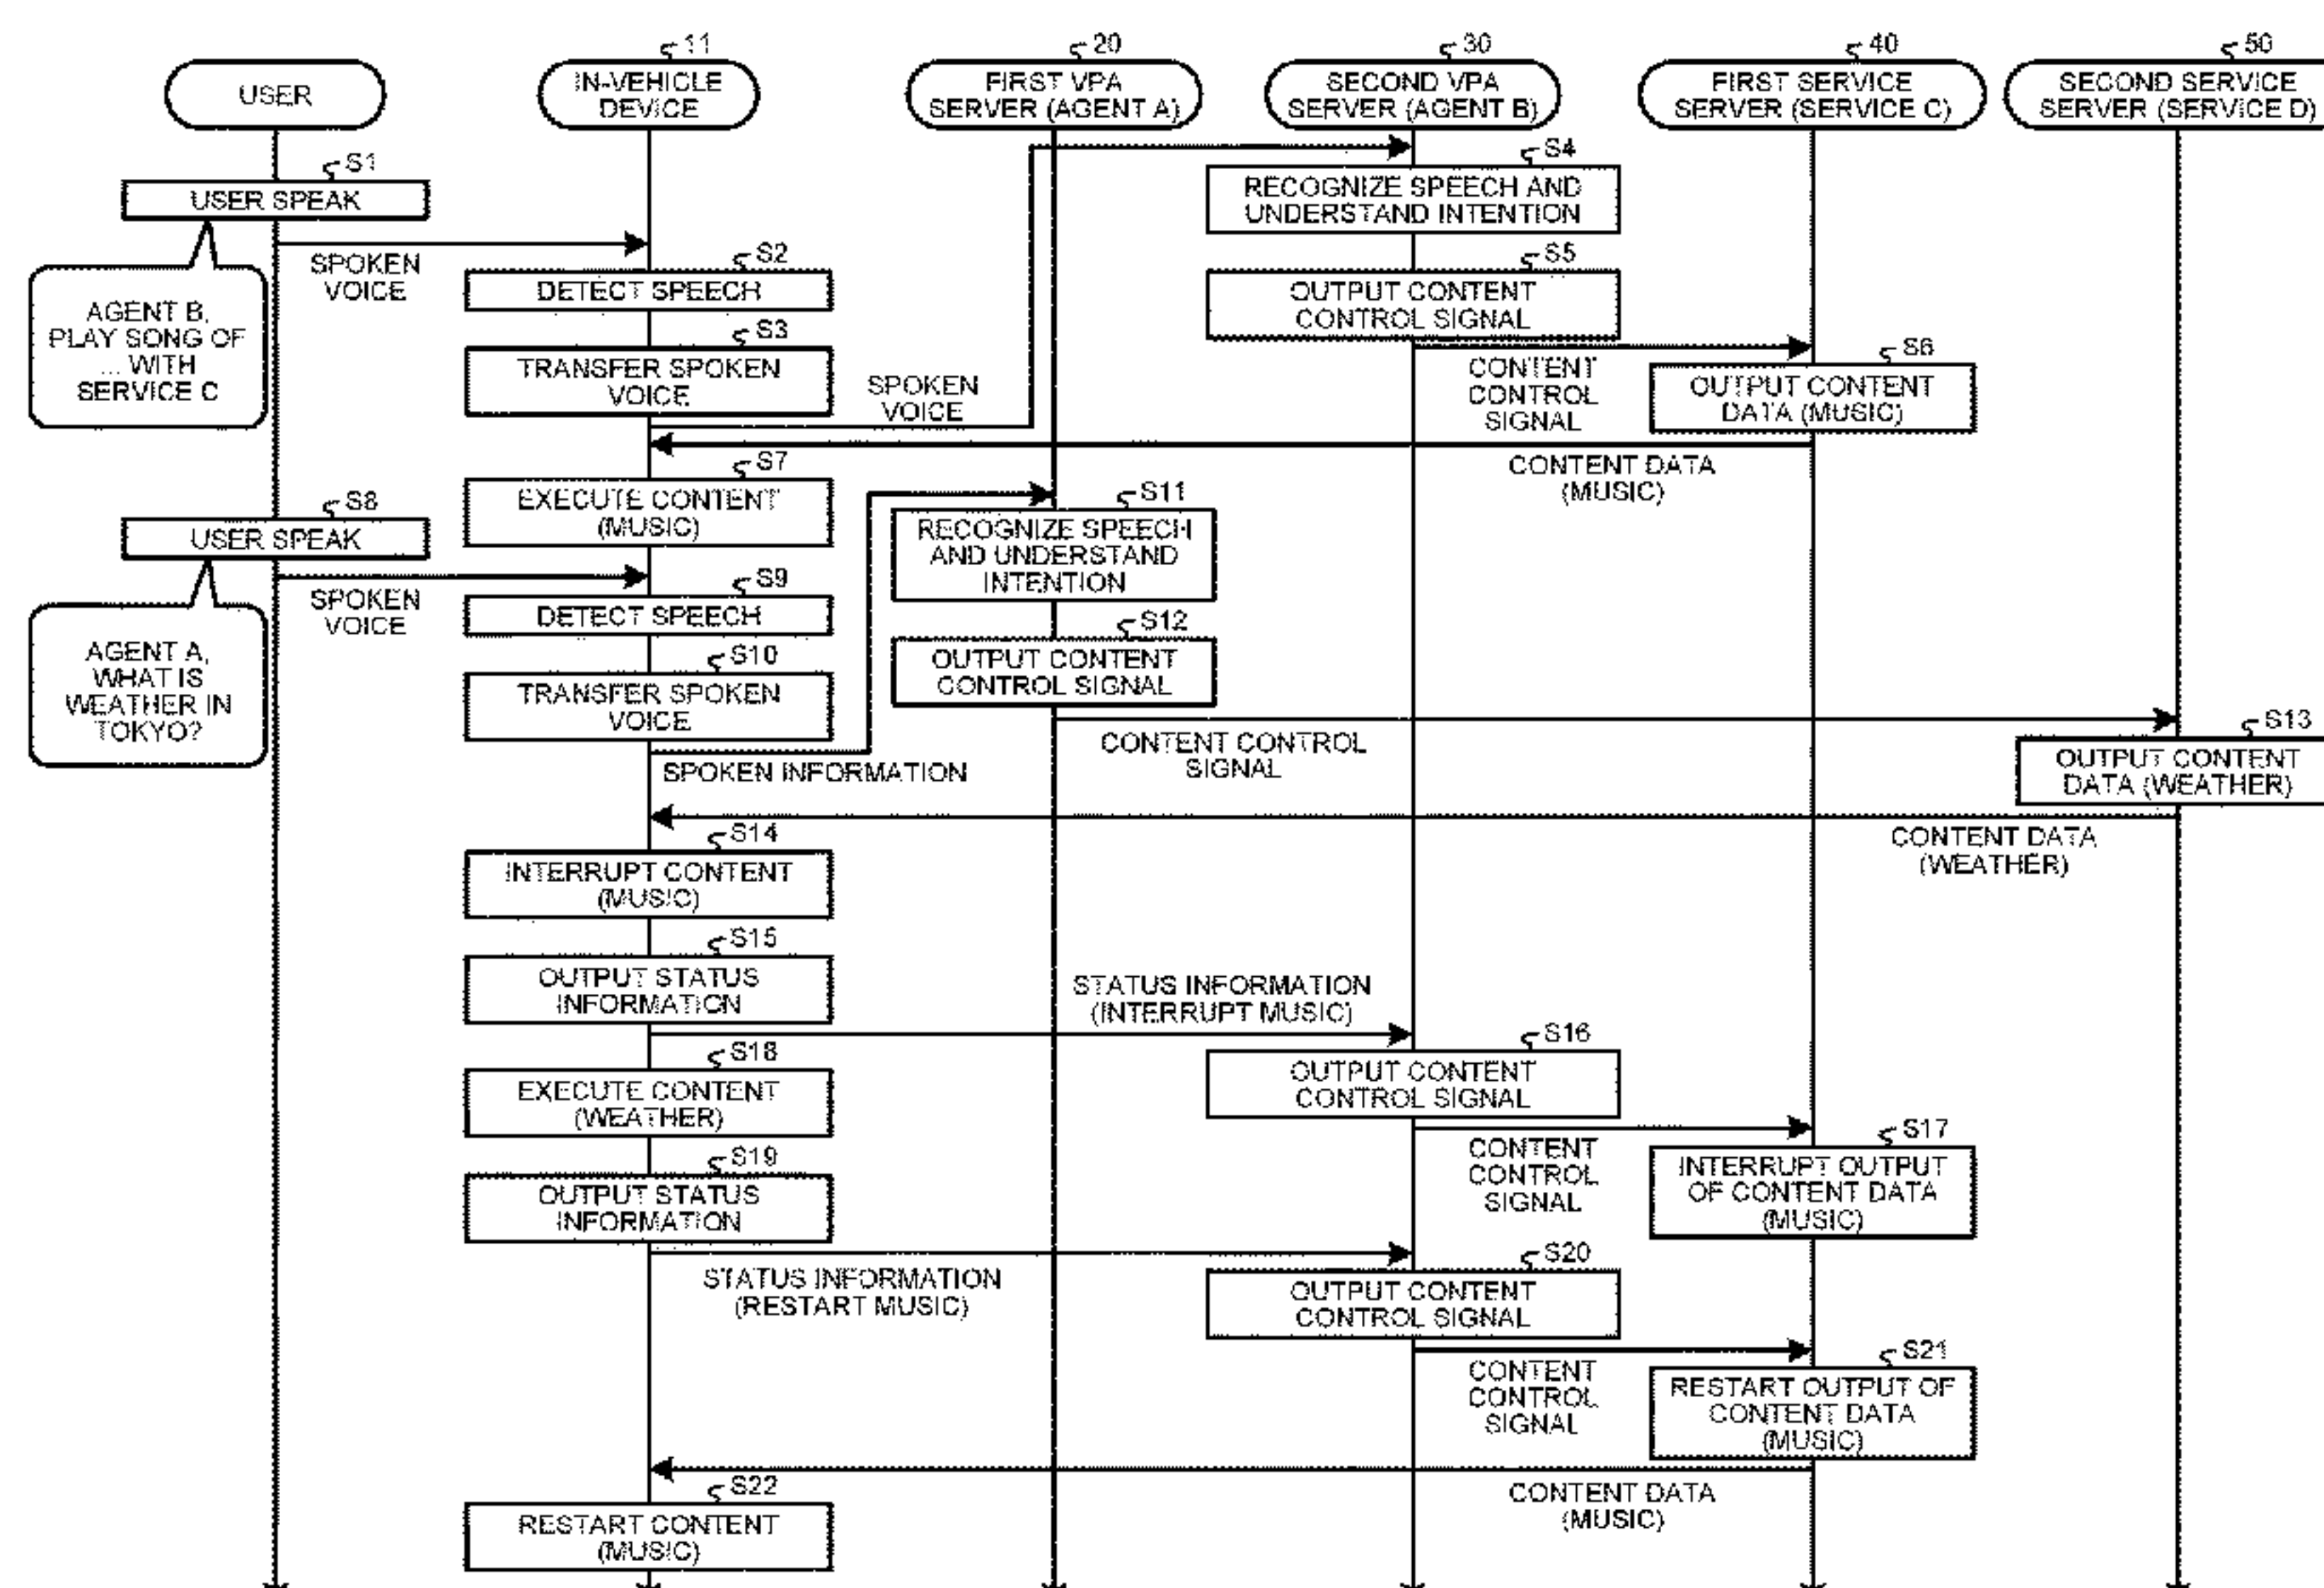 11
20
30
40
50
USER
IN-VEHICLE
DEVICE
FIRST VPA
SERVER (AGENT A)
SECOND VPA
SERVER (AGENT B)
FIRST SERVICE
SERVER (SERVICE C)
SECOND SERVICE
SERVER (SERVICE D)
S1
USER SPEAK
AGENT B,
PLAY SONG OF
... WITH
SERVICE C
SPOKEN
VOICE
S2
DETECT SPEECH
S3
TRANSFER SPOKEN
VOICE
SPOKEN
VOICE
S4
RECOGNIZE SPEECH AND
UNDERSTAND INTENTION
S5
OUTPUT CONTENT
CONTROL SIGNAL
CONTENT
CONTROL
SIGNAL
S6
OUTPUT CONTENT
DATA (MUSIC)
CONTENT DATA
(MUSIC)
S7
EXECUTE CONTENT
(MUSIC)
S8
USER SPEAK
AGENT A,
WHAT IS
WEATHER IN
TOKYO?
SPOKEN
VOICE
S9
DETECT SPEECH
S10
TRANSFER SPOKEN
VOICE
SPOKEN INFORMATION
S11
RECOGNIZE SPEECH
AND UNDERSTAND
INTENTION
S12
OUTPUT CONTENT
CONTROL SIGNAL
CONTENT CONTROL
SIGNAL
S13
OUTPUT CONTENT
DATA (WEATHER)
CONTENT DATA
(WEATHER)
S14
INTERRUPT CONTENT
(MUSIC)
S15
OUTPUT STATUS
INFORMATION
STATUS INFORMATION
(INTERRUPT MUSIC)
S16
OUTPUT CONTENT
CONTROL SIGNAL
CONTENT
CONTROL
SIGNAL
S17
INTERRUPT OUTPUT
OF CONTENT DATA
(MUSIC)
S18
EXECUTE CONTENT
(WEATHER)
S19
OUTPUT STATUS
INFORMATION
STATUS INFORMATION
(RESTART MUSIC)
S20
OUTPUT CONTENT
CONTROL SIGNAL
CONTENT
CONTROL
SIGNAL
S21
RESTART OUTPUT OF
CONTENT DATA
(MUSIC)
CONTENT DATA
(MUSIC)
S22
RESTART CONTENT
(MUSIC)